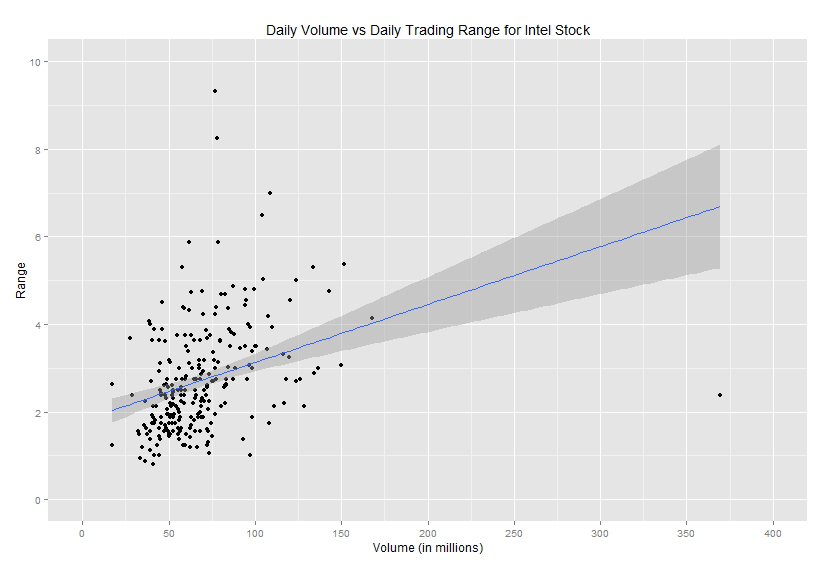 Daily Volume vs Daily Trading Range for Intel Stock
10
8
6
4
2
0
Range
0 50 100 150 200 250 300 350 400
Volume (in millions)